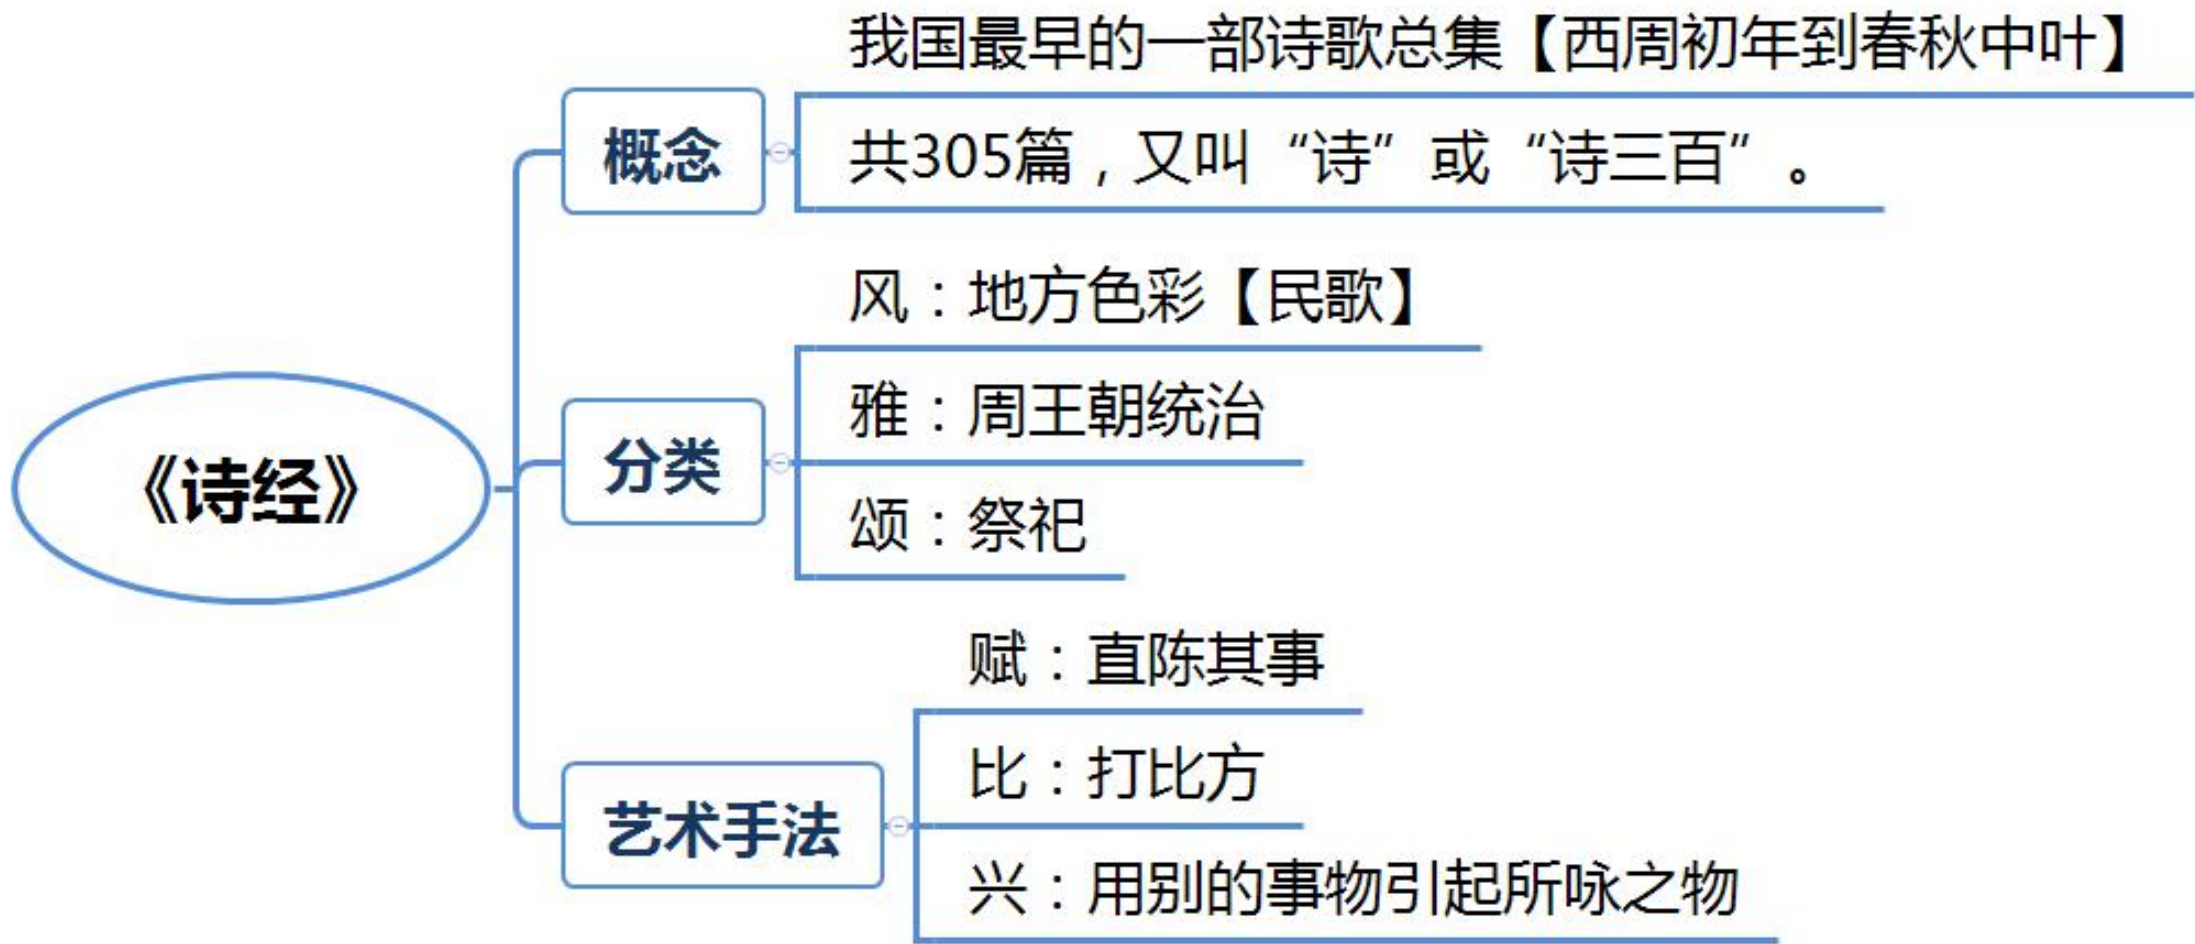 《诗经》
概念
我国最早的一部诗歌总集【西周初年到春秋中叶】
共305篇，又叫“诗”或“诗三百”。
分类
风：地方色彩【民歌】
雅：周王朝统治
颂：祭祀
艺术手法
赋：直陈其事
比：打比方
兴：用别的事物引起所咏之物